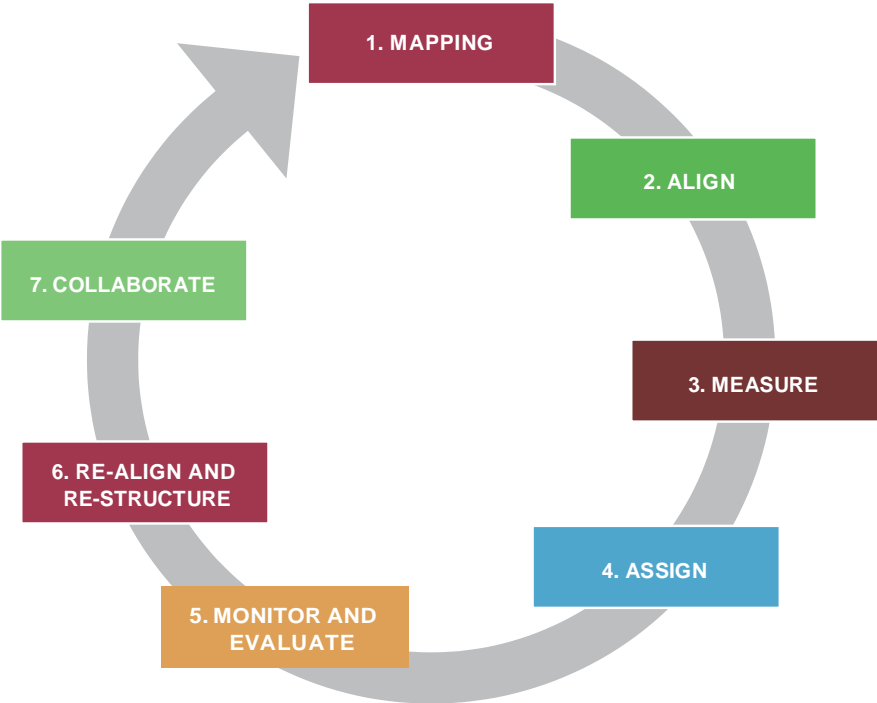 1. MAPPING
2. ALIGN
3. MEASURE
4. ASSIGN
5. MONITOR AND
EVALUATE
6. RE-ALIGN AND
RE-STRUCTURE
7. COLLABORATE